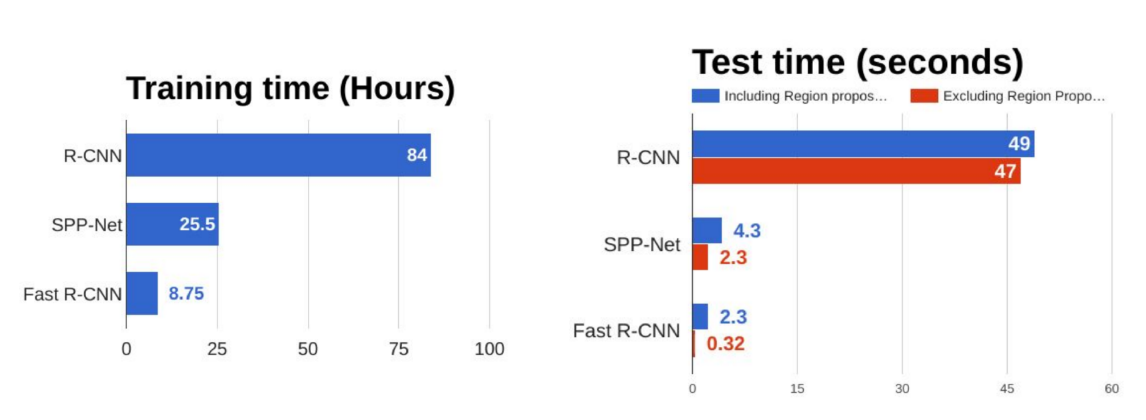 Training time (Hours)
R-CNN 84
SPP-Net 25.5
Fast R-CNN 8.75
0 25 50 75 100
Test time (seconds)
Including Region propos… Excluding Region Propo…
R-CNN 49
47
SPP-Net 4.3
2.3
Fast R-CNN 2.3
0.32
0 15 30 45 60